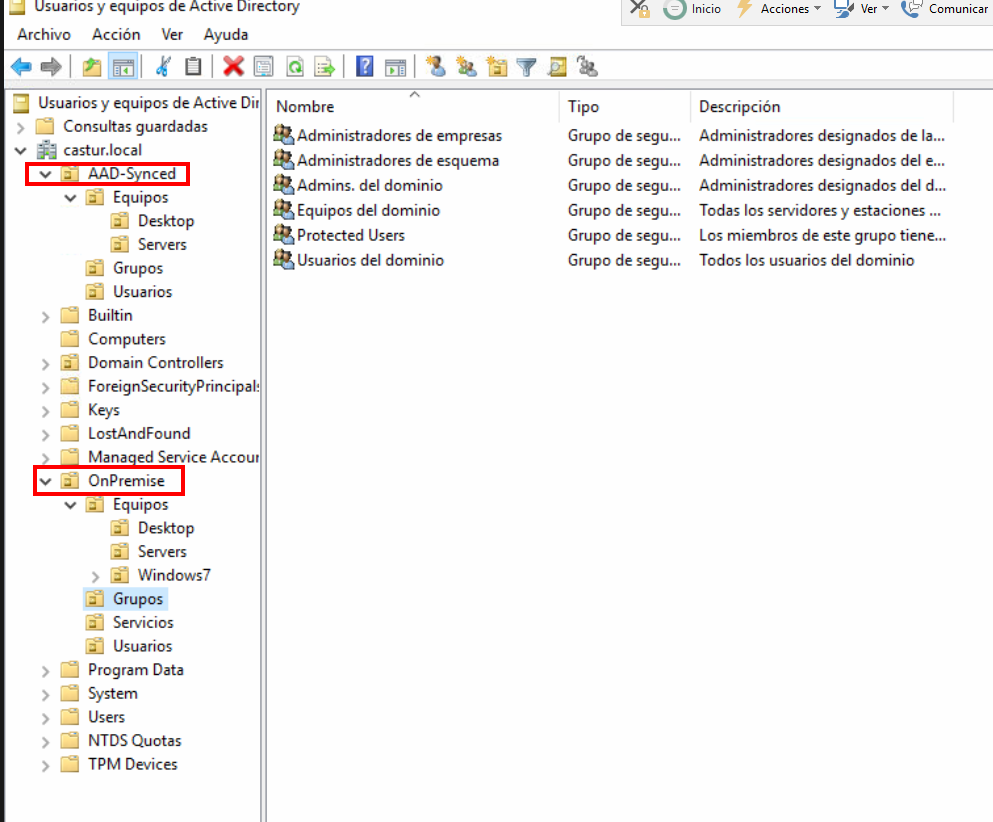 Usuarios y equipos de Active Directory
Inicio Acciones Ver Comunicar
Archivo Acción Ver Ayuda
Usuarios y equipos de Active Dir
Consultas guardadas
castur.local
AAD-Synced
Equipos
Desktop
Servers
Grupos
Usuarios
Builtin
Computers
Domain Controllers
ForeignSecurityPrincipals
Keys
LostAndFound
Managed Service Accour
OnPremise
Equipos
Desktop
Servers
Windows7
Grupos
Servicios
Usuarios
Program Data
System
Users
NTDS Quotas
TPM Devices
Nombre Tipo Descripción
Administradores de empresas Grupo de segu... Administradores designados de la...
Administradores de esquema Grupo de segu... Administradores designados del e...
Admins. del dominio Grupo de segu... Administradores designados del d...
Equipos del dominio Grupo de segu... Todas los servidores y estaciones ...
Protected Users Grupo de segu... Los miembros de este grupo tiene...
Usuarios del dominio Grupo de segu... Todos los usuarios del dominio